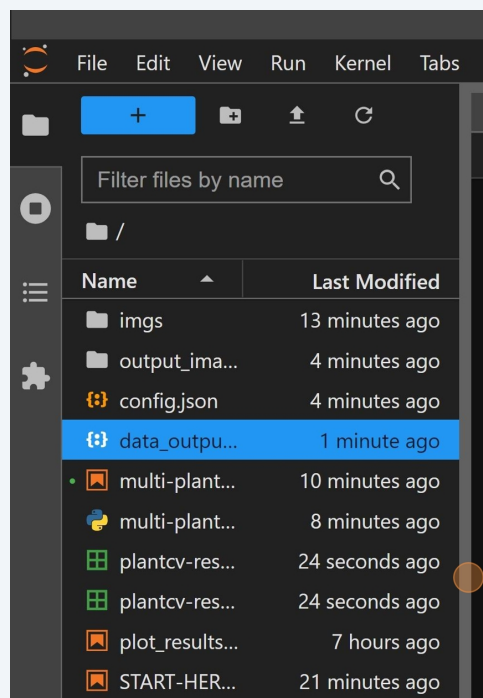 File Edit View Run Kernel Tabs
+
Filter files by name
/
Name Last Modified
imgs 13 minutes ago
output_ima... 4 minutes ago
{:} config.json 4 minutes ago
{:} data_outpu... 1 minute ago
multi-plant... 10 minutes ago
multi-plant... 8 minutes ago
plantcv-res... 24 seconds ago
plantcv-res... 24 seconds ago
plot_results... 7 hours ago
START-HER... 21 minutes ago